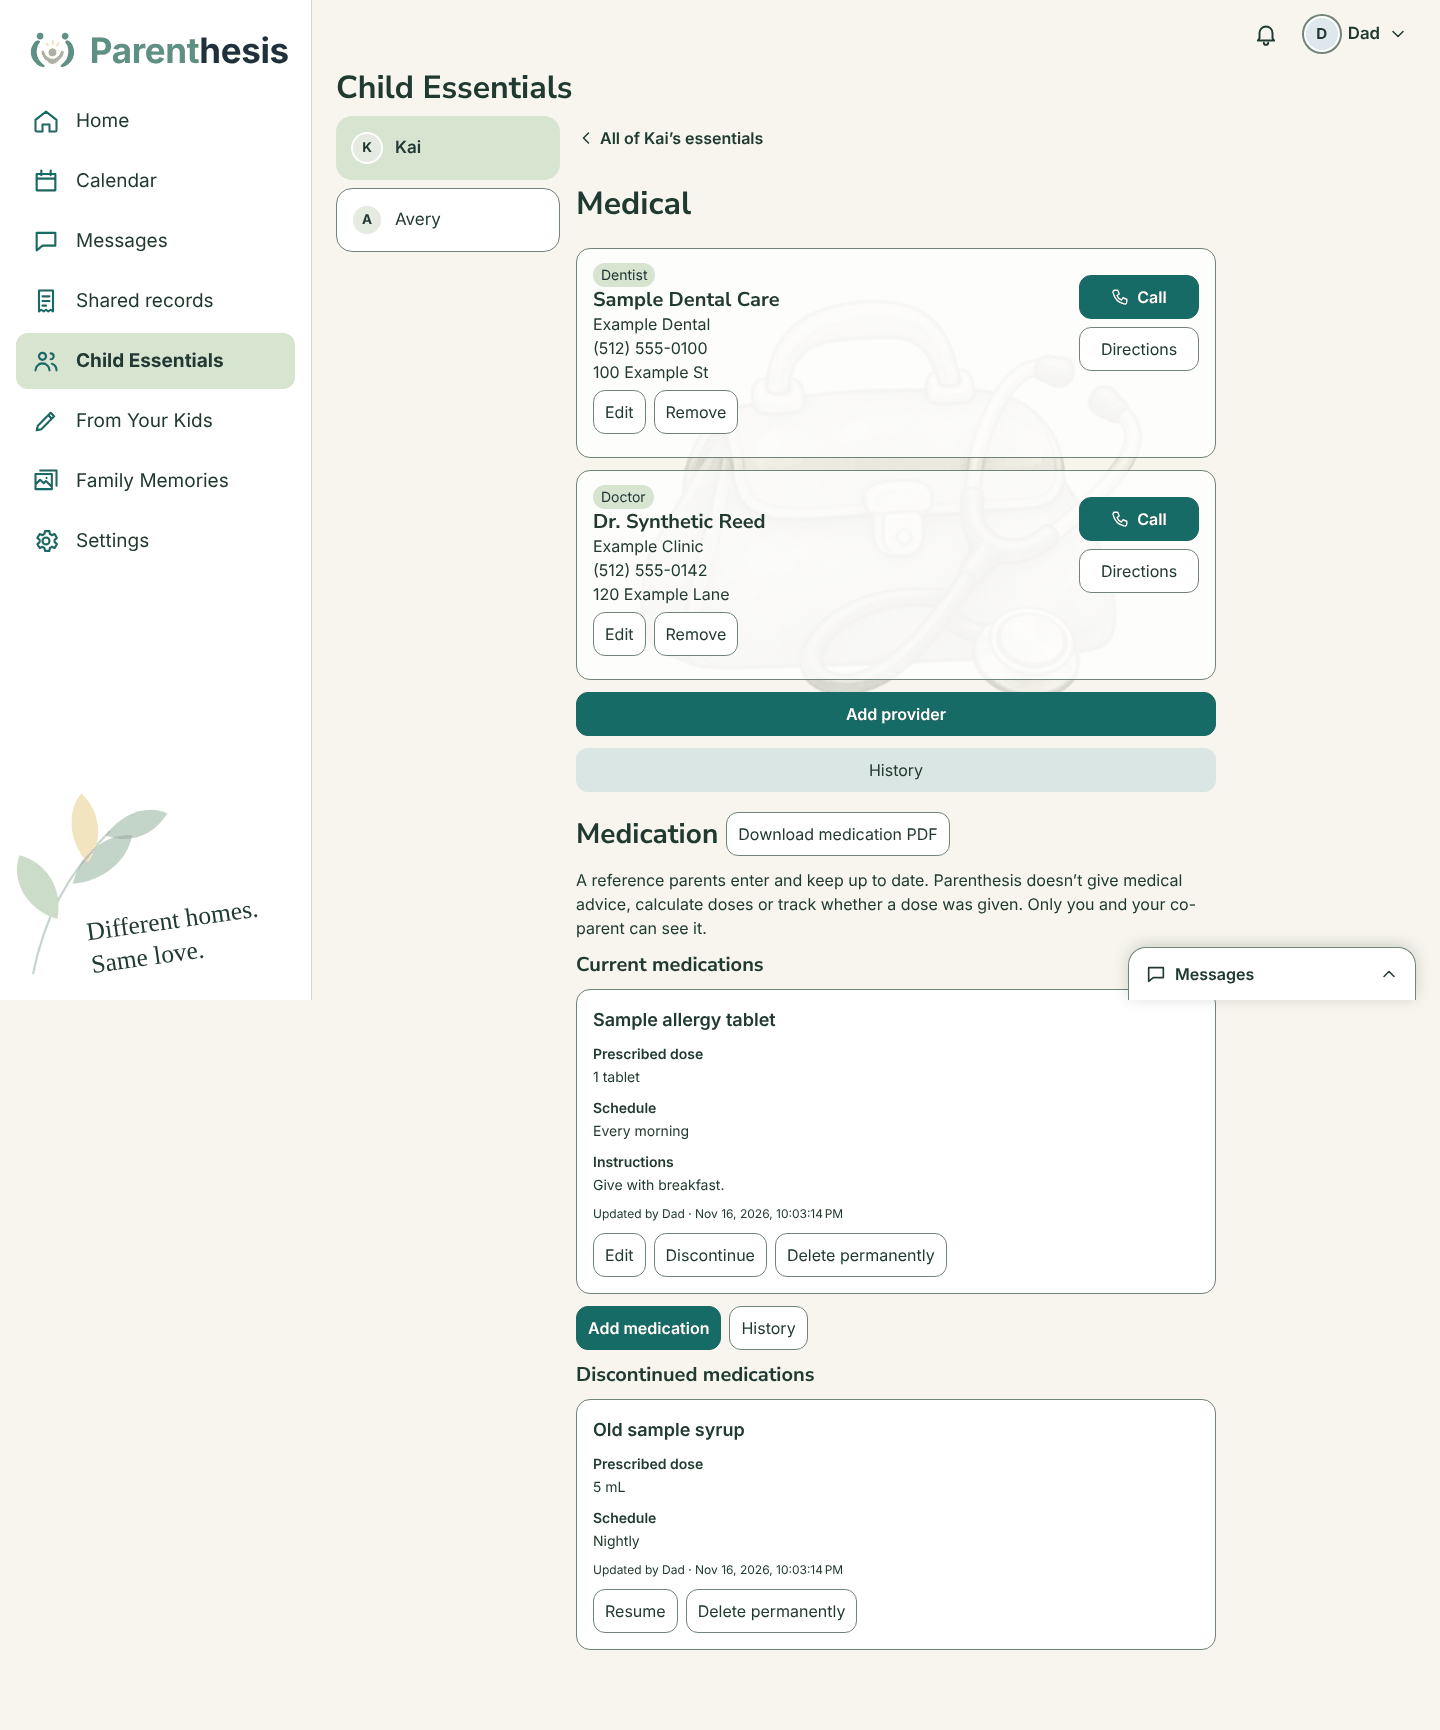 Parenthesis
Home
Calendar
Messages
Shared records
Child Essentials
From Your Kids
Family Memories
Settings
Different homes.
Same love.
D
Dad
Child Essentials
K
Kai
A
Avery
All of Kai’s essentials
Medical
Dentist
Sample Dental Care
Example Dental
(512) 555-0100
100 Example St
Edit
Remove
Call
Directions
Doctor
Dr. Synthetic Reed
Example Clinic
(512) 555-0142
120 Example Lane
Edit
Remove
Call
Directions
Add provider
History
Medication
Download medication PDF
A reference parents enter and keep up to date. Parenthesis doesn’t give medical
advice, calculate doses or track whether a dose was given. Only you and your co-
parent can see it.
Current medications
Messages
Sample allergy tablet
Prescribed dose
1 tablet
Schedule
Every morning
Instructions
Give with breakfast.
Updated by Dad · Nov 16, 2026, 10:03:14 PM
Edit
Discontinue
Delete permanently
Add medication
History
Discontinued medications
Old sample syrup
Prescribed dose
5 mL
Schedule
Nightly
Updated by Dad · Nov 16, 2026, 10:03:14 PM
Resume
Delete permanently